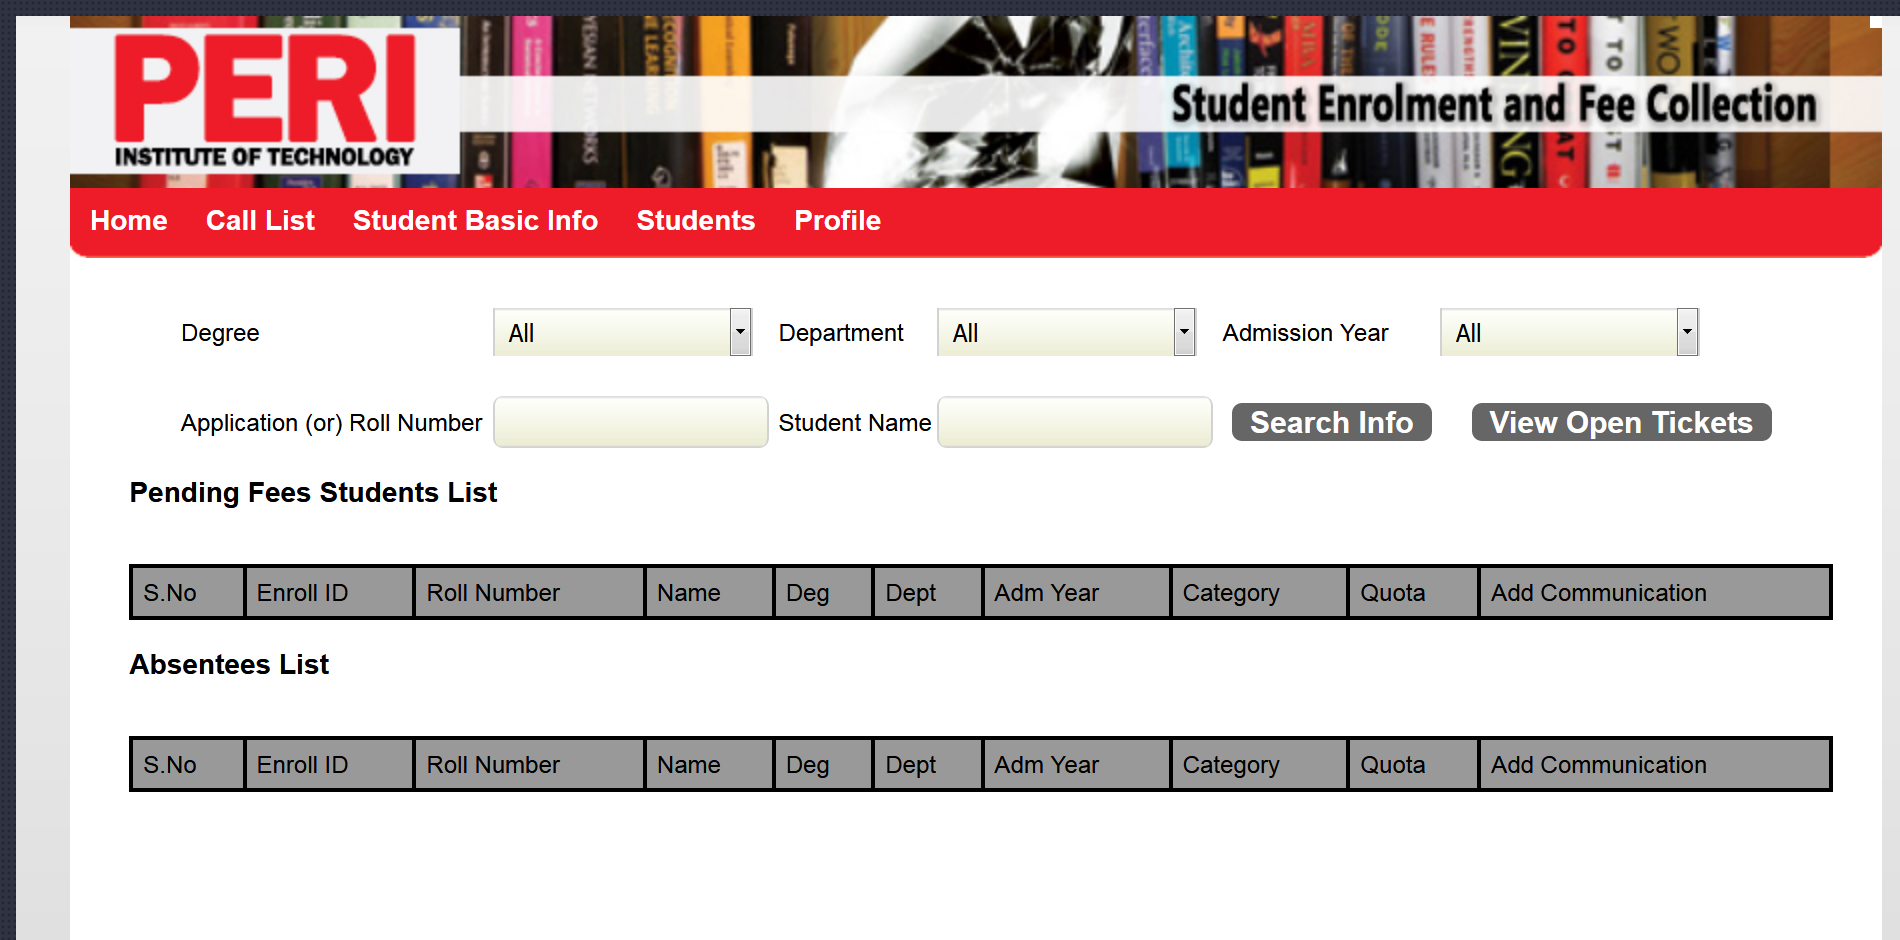 PERI
INSTITUTE OF TECHNOLOGY
Student Enrolment and Fee Collection
Home Call List Student Basic Info Students Profile
Degree All Department All Admission Year All
Application (or) Roll Number Student Name Search Info View Open Tickets
Pending Fees Students List
S.No Enroll ID Roll Number Name Deg Dept Adm Year Category Quota Add Communication
Absentees List
S.No Enroll ID Roll Number Name Deg Dept Adm Year Category Quota Add Communication